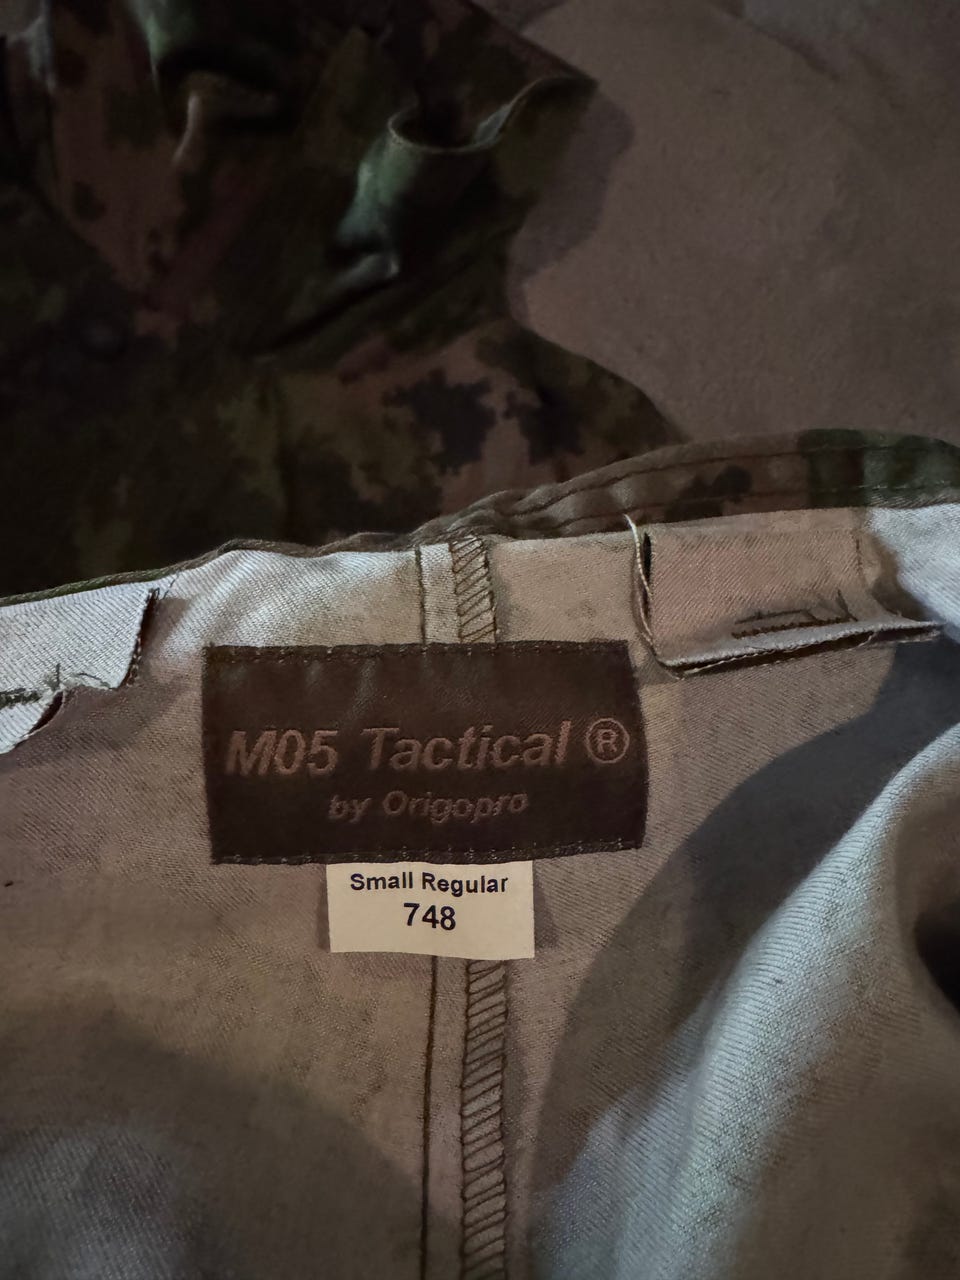 M05 Tactical ®
by Origopro
Small Regular
748